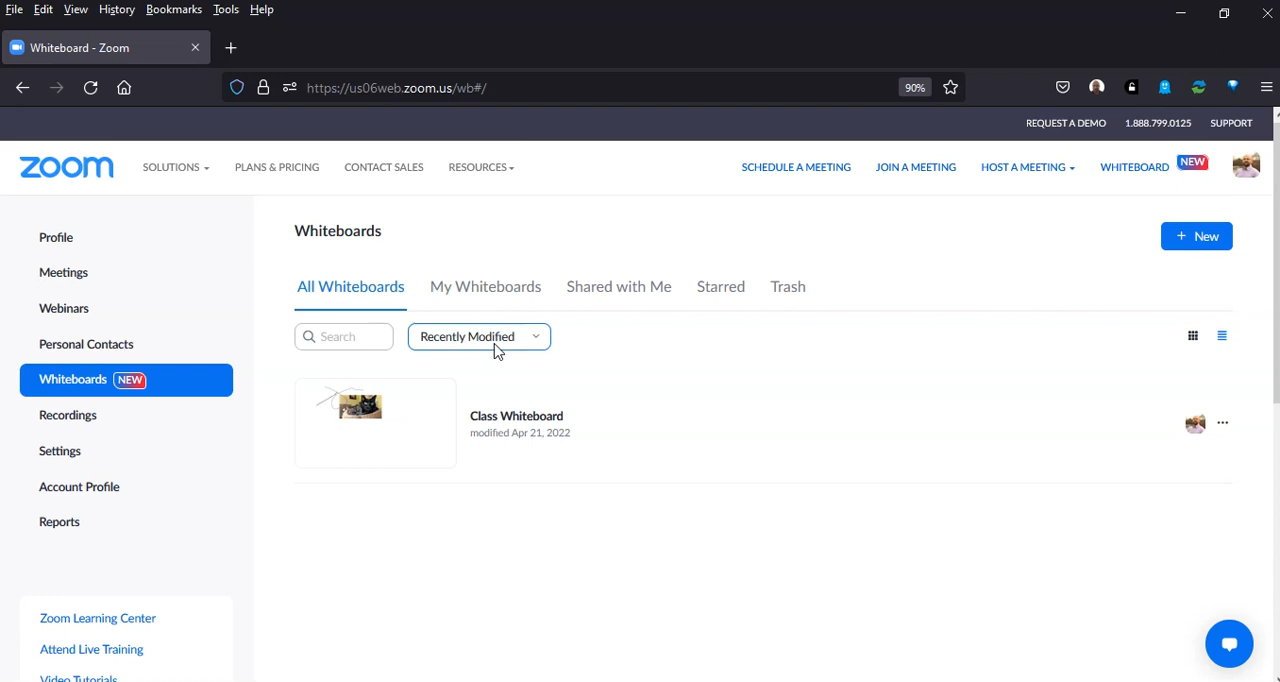 File Edit View History Bookmarks Tools Help
Whiteboard - Zoom
https://us06web.zoom.us/wb#/ 90%
REQUEST A DEMO 1.888.799.0125 SUPPORT
zoom SOLUTIONS PLANS & PRICING CONTACT SALES RESOURCES SCHEDULE A MEETING JOIN A MEETING HOST A MEETING WHITEBOARD NEW
Profile
Meetings
Webinars
Personal Contacts
Whiteboards NEW
Recordings
Settings
Account Profile
Reports
Zoom Learning Center
Attend Live Training
Video Tutorials
Whiteboards
+ New
All Whiteboards My Whiteboards Shared with Me Starred Trash
Search Recently Modified
Class Whiteboard
modified Apr 21, 2022